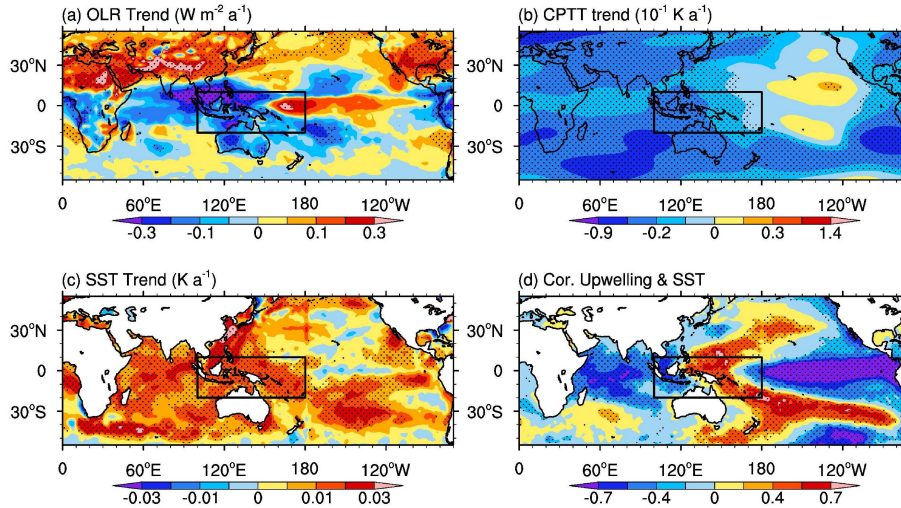 (a) OLR Trend (W m⁻² a⁻¹)
(b) CPTT trend (10⁻¹ K a⁻¹)
30°N
0
30°S
30°N
0
30°S
0 60°E 120°E 180 120°W
0 60°E 120°E 180 120°W
-0.3 -0.1 0 0.1 0.3
-0.9 -0.2 0 0.3 1.4
(c) SST Trend (K a⁻¹)
(d) Cor. Upwelling & SST
30°N
0
30°S
30°N
0
30°S
0 60°E 120°E 180 120°W
0 60°E 120°E 180 120°W
-0.03 -0.01 0 0.01 0.03
-0.7 -0.4 0 0.4 0.7